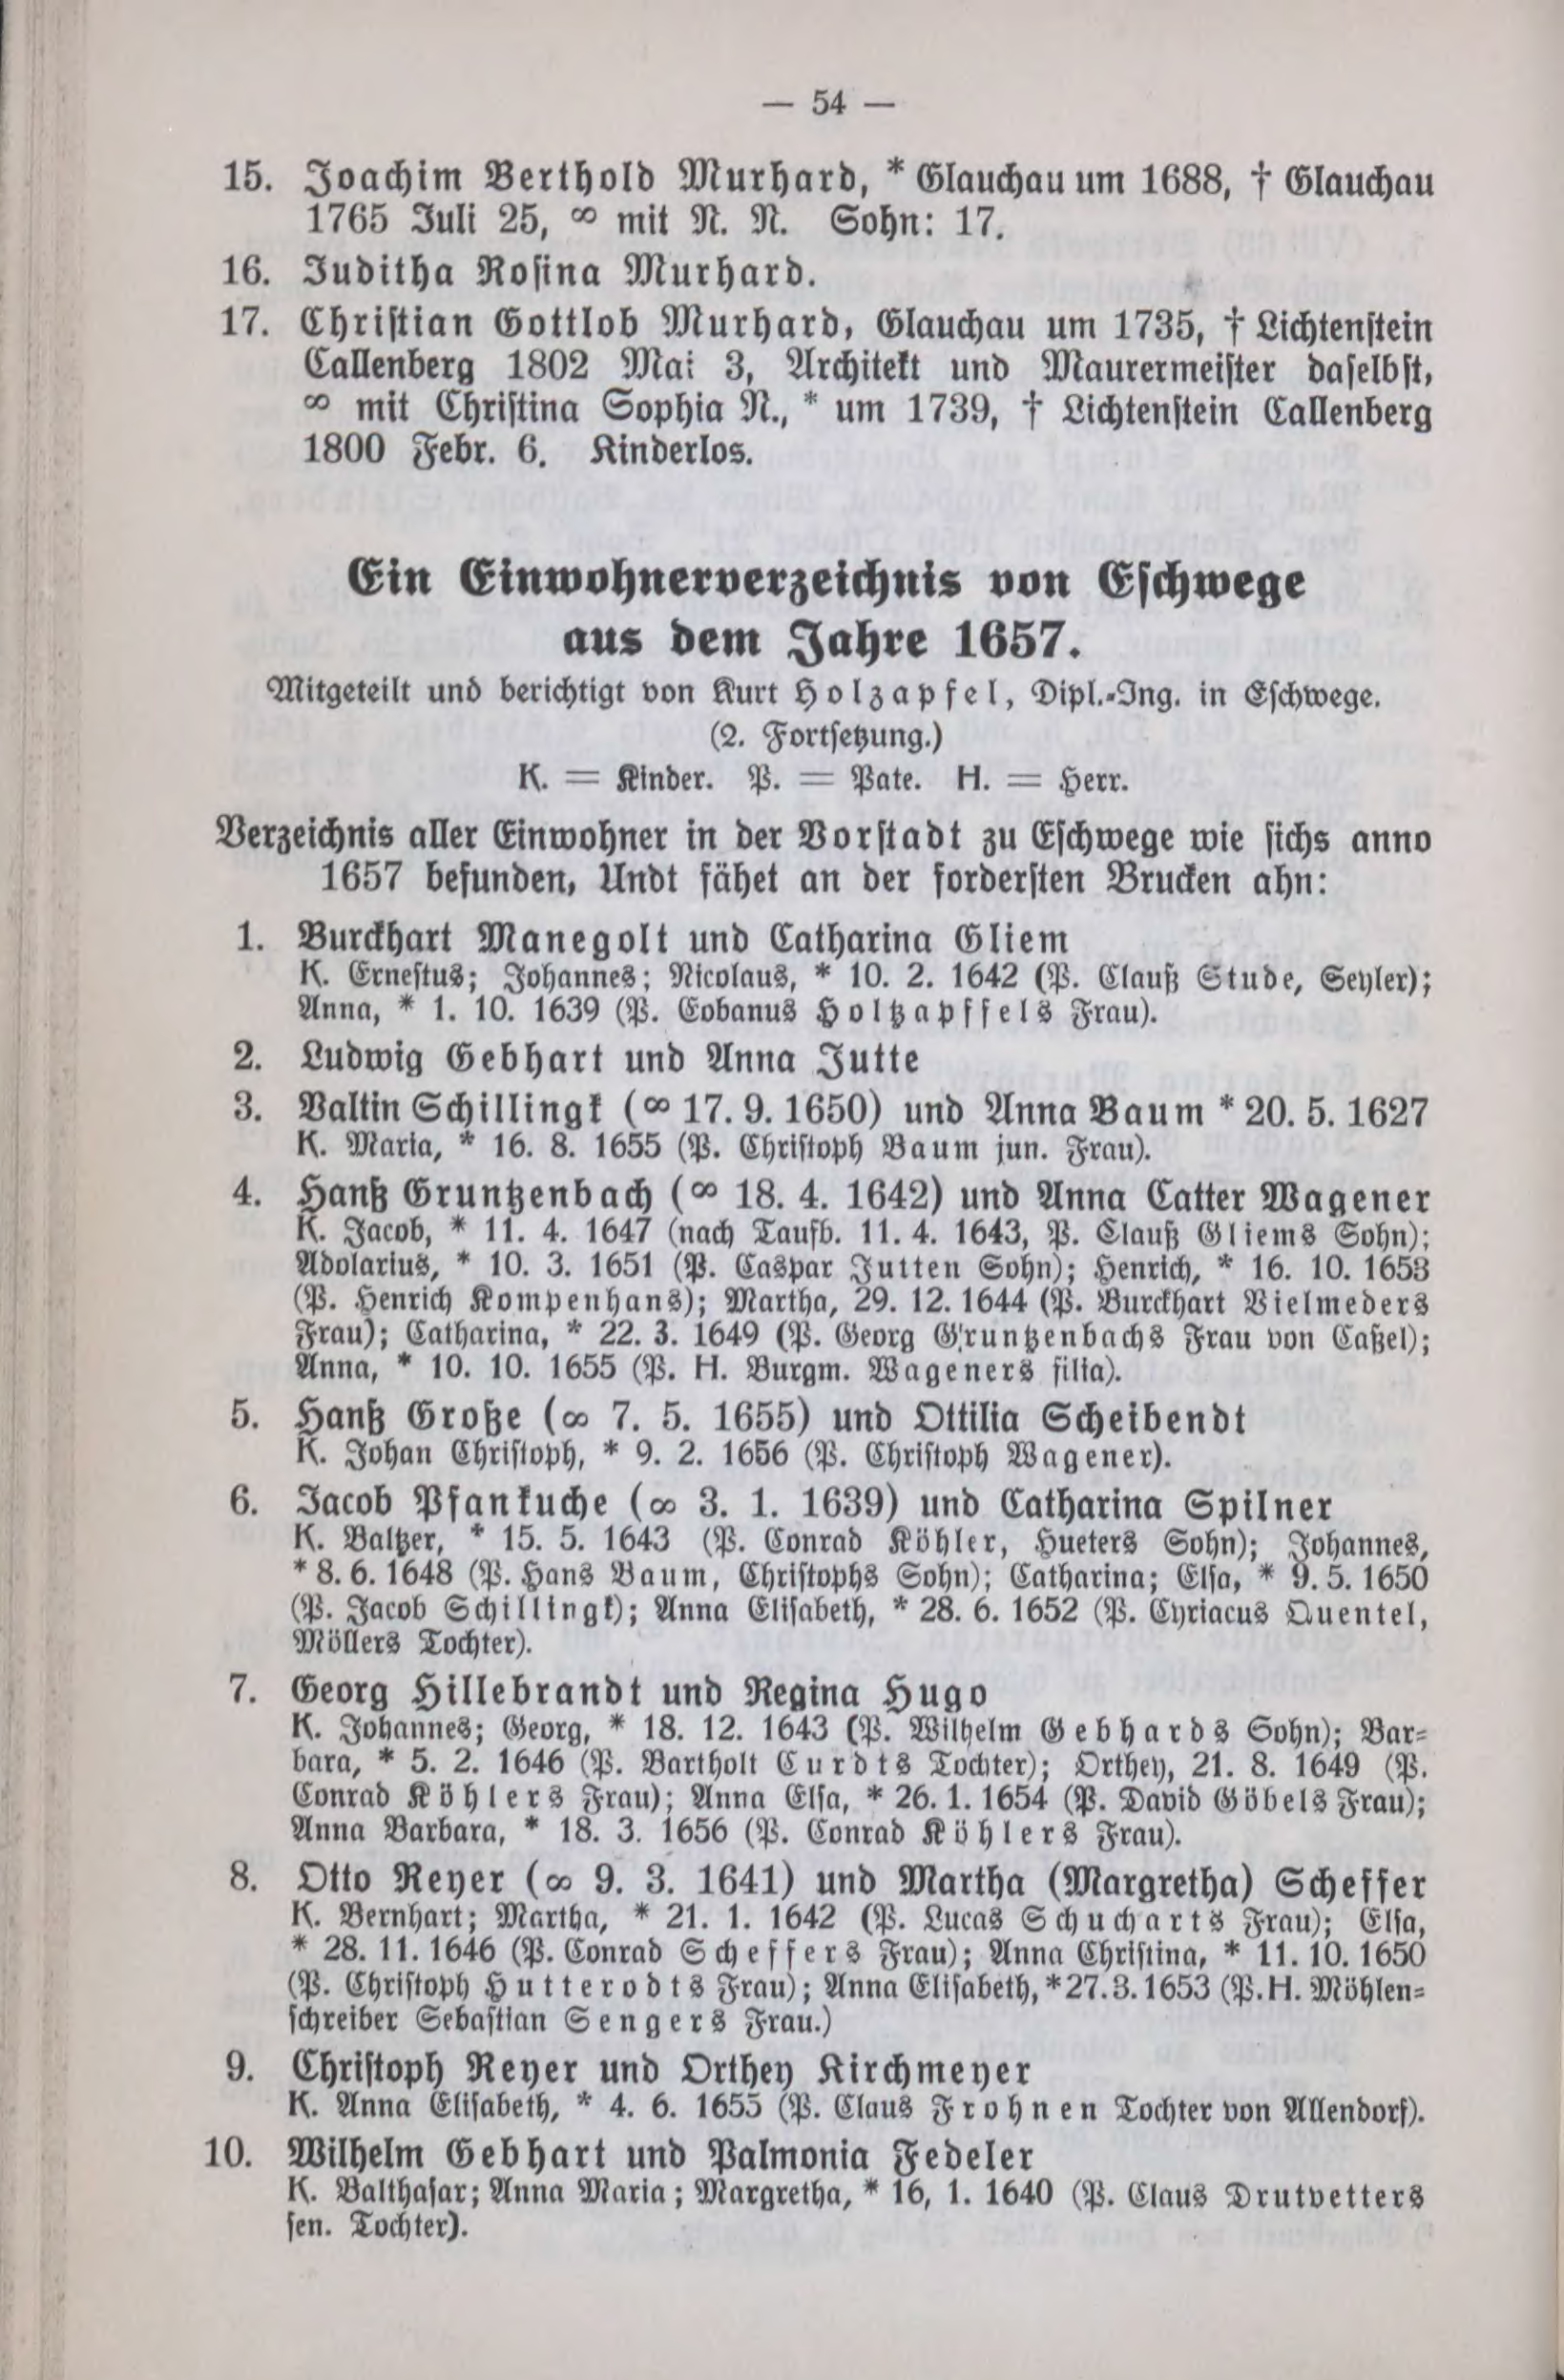 — 54 —
15. Joachim Berthold Murhard, * Glauchau um 1688, † Glauchau
1765 Juli 25, ∞ mit N. N. Sohn: 17.
16. Juditha Rosina Murhard.
17. Christian Gottlob Murhard, Glauchau um 1735, † Lichtenstein
Callenberg 1802 Mai 3, Architekt und Maurermeister daselbst,
∞ mit Christina Sophia N., * um 1739, † Lichtenstein Callenberg
1800 Febr. 6. Kinderlos.
Ein Einwohnerverzeichnis von Eschwege
aus dem Jahre 1657.
Mitgeteilt und berichtigt von Kurt Holzapfel, Dipl.-Ing. in Eschwege.
(2. Fortsetzung.)
K. = Kinder. P. = Pate. H. = Herr.
Verzeichnis aller Einwohner in der Vorstadt zu Eschwege wie sichs anno
1657 befunden, Undt fähet an der fordersten Brucken ahn:
1. Burckhart Manegolt und Catharina Gliem
K. Ernestus; Johannes; Nicolaus, * 10. 2. 1642 (P. Clauß Stude, Seyler);
Anna, * 1. 10. 1639 (P. Eobanus Holtzapffels Frau).
2. Ludwig Gebhart und Anna Jutte
3. Valtin Schillingk (∞ 17. 9. 1650) und Anna Baum * 20. 5. 1627
K. Maria, * 16. 8. 1655 (P. Christoph Baum jun. Frau).
4. Hanß Gruntzenbach (∞ 18. 4. 1642) und Anna Catter Wagener
K. Jacob, * 11. 4. 1647 (nach Taufb. 11. 4. 1643, P. Clauß Gliems Sohn);
Adolarius, * 10. 3. 1651 (P. Caspar Jutten Sohn); Henrich, * 16. 10. 1653
(P. Henrich Kompenhans); Martha, 29. 12. 1644 (P. Burckhart Vielmeders
Frau); Catharina, * 22. 3. 1649 (P. Georg Gruntzenbachs Frau von Caßel);
Anna, * 10. 10. 1655 (P. H. Burgm. Wageners filia).
5. Hanß Große (∞ 7. 5. 1655) und Ottilia Scheibendt
K. Johan Christoph, * 9. 2. 1656 (P. Christoph Wagener).
6. Jacob Pfankuche (∞ 3. 1. 1639) und Catharina Spilner
K. Baltzer, * 15. 5. 1643 (P. Conrad Köhler, Hueters Sohn); Johannes,
* 8. 6. 1648 (P. Hans Baum, Christophs Sohn); Catharina; Elsa, * 9. 5. 1650
(P. Jacob Schillingk); Anna Elisabeth, * 28. 6. 1652 (P. Cyriacus Quentel,
Möllers Tochter).
7. Georg Hillebrandt und Regina Hugo
K. Johannes; Georg, * 18. 12. 1643 (P. Wilhelm Gebhards Sohn); Bar-
bara, * 5. 2. 1646 (P. Bartholt Curdts Tochter); Orthey, 21. 8. 1649 (P.
Conrad Köhlers Frau); Anna Elsa, * 26. 1. 1654 (P. David Göbels Frau);
Anna Barbara, * 18. 3. 1656 (P. Conrad Köhlers Frau).
8. Otto Reyer (∞ 9. 3. 1641) und Martha (Margretha) Scheffer
K. Bernhart; Martha, * 21. 1. 1642 (P. Lucas Schucharts Frau); Elsa,
* 28. 11. 1646 (P. Conrad Scheffers Frau); Anna Christina, * 11. 10. 1650
(P. Christoph Hutterodts Frau); Anna Elisabeth, * 27. 3. 1653 (P. H. Möhlen-
schreiber Sebastian Sengers Frau.)
9. Christoph Reyer und Orthey Kirchmeyer
K. Anna Elisabeth, * 4. 6. 1655 (P. Claus Frohnen Tochter von Allendorf).
10. Wilhelm Gebhart und Palmonia Fedeler
K. Balthasar; Anna Maria; Margretha, * 16, 1. 1640 (P. Claus Drutvetters
sen. Tochter).